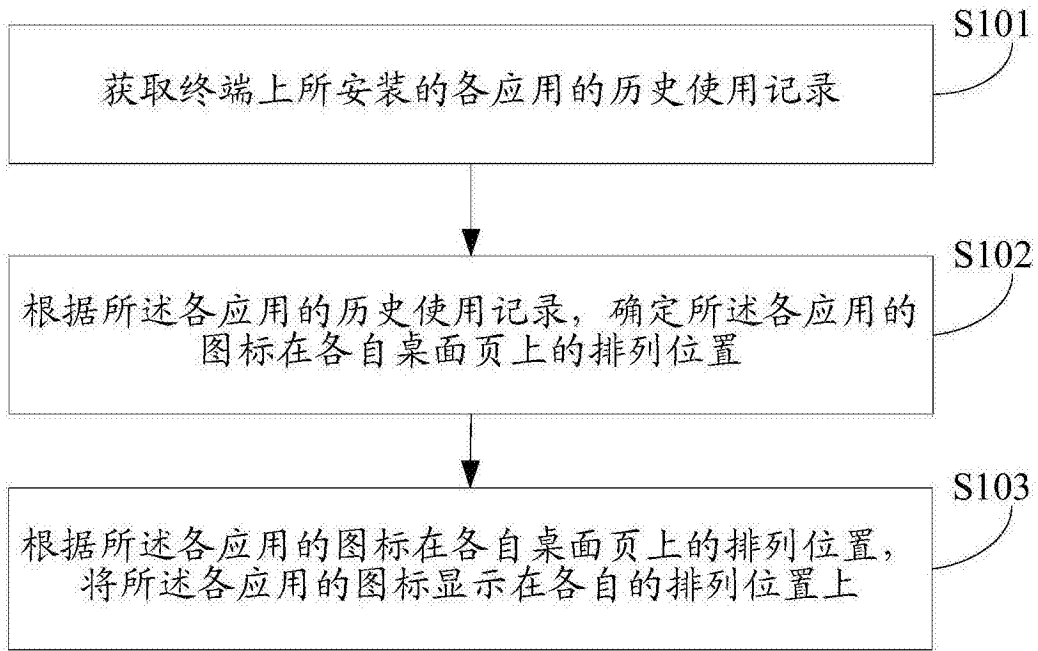 S101
获取终端上所安装的各应用的历史使用记录
S102
根据所述各应用的历史使用记录，确定所述各应用的
图标在各自桌面页上的排列位置
S103
根据所述各应用的图标在各自桌面页上的排列位置，
将所述各应用的图标显示在各自的排列位置上